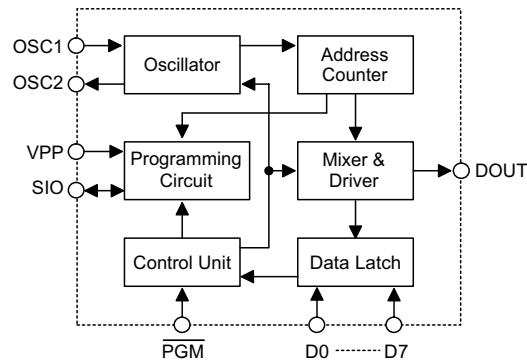 OSC1
OSC2
Oscillator
Address
Counter
VPP
SIO
Programming
Circuit
Mixer &
Driver
DOUT
Control Unit
Data Latch
PGM
D0
D7